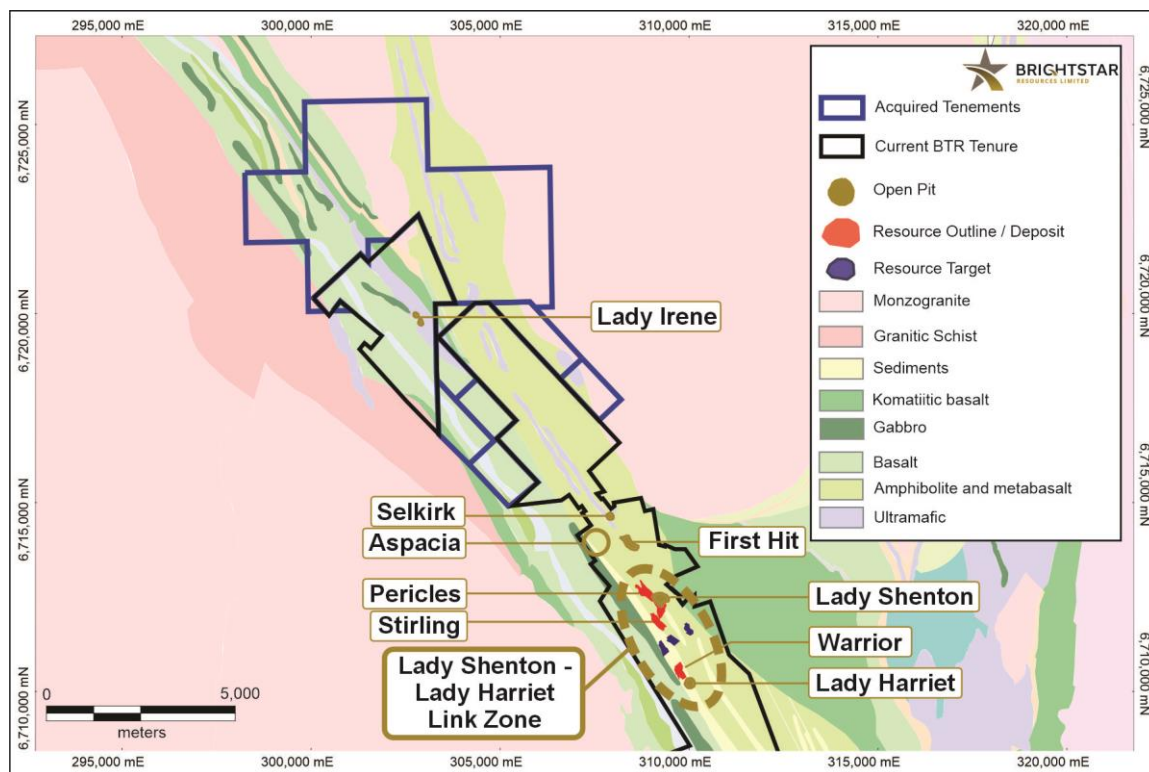 295,000 mE
300,000 mE
305,000 mE
310,000 mE
315,000 mE
320,000 mE
BRIGHTSTAR
RESOURCES LIMITED
Acquired Tenements
Current BTR Tenure
Open Pit
Resource Outline / Deposit
Resource Target
Monzogranite
Granitic Schist
Sediments
Komatiitic basalt
Gabbro
Basalt
Amphibolite and metabasalt
Ultramafic
6,725,000 mN
6,720,000 mN
6,715,000 mN
6,710,000 mN
6,725,000 mN
6,720,000 mN
6,715,000 mN
6,710,000 mN
Lady Irene
Selkirk
Aspacia
First Hit
Pericles
Stirling
Lady Shenton
Warrior
Lady Harriet
Lady Shenton -
Lady Harriet
Link Zone
0 5,000
meters
295,000 mE
300,000 mE
305,000 mE
310,000 mE
315,000 mE
320,000 mE